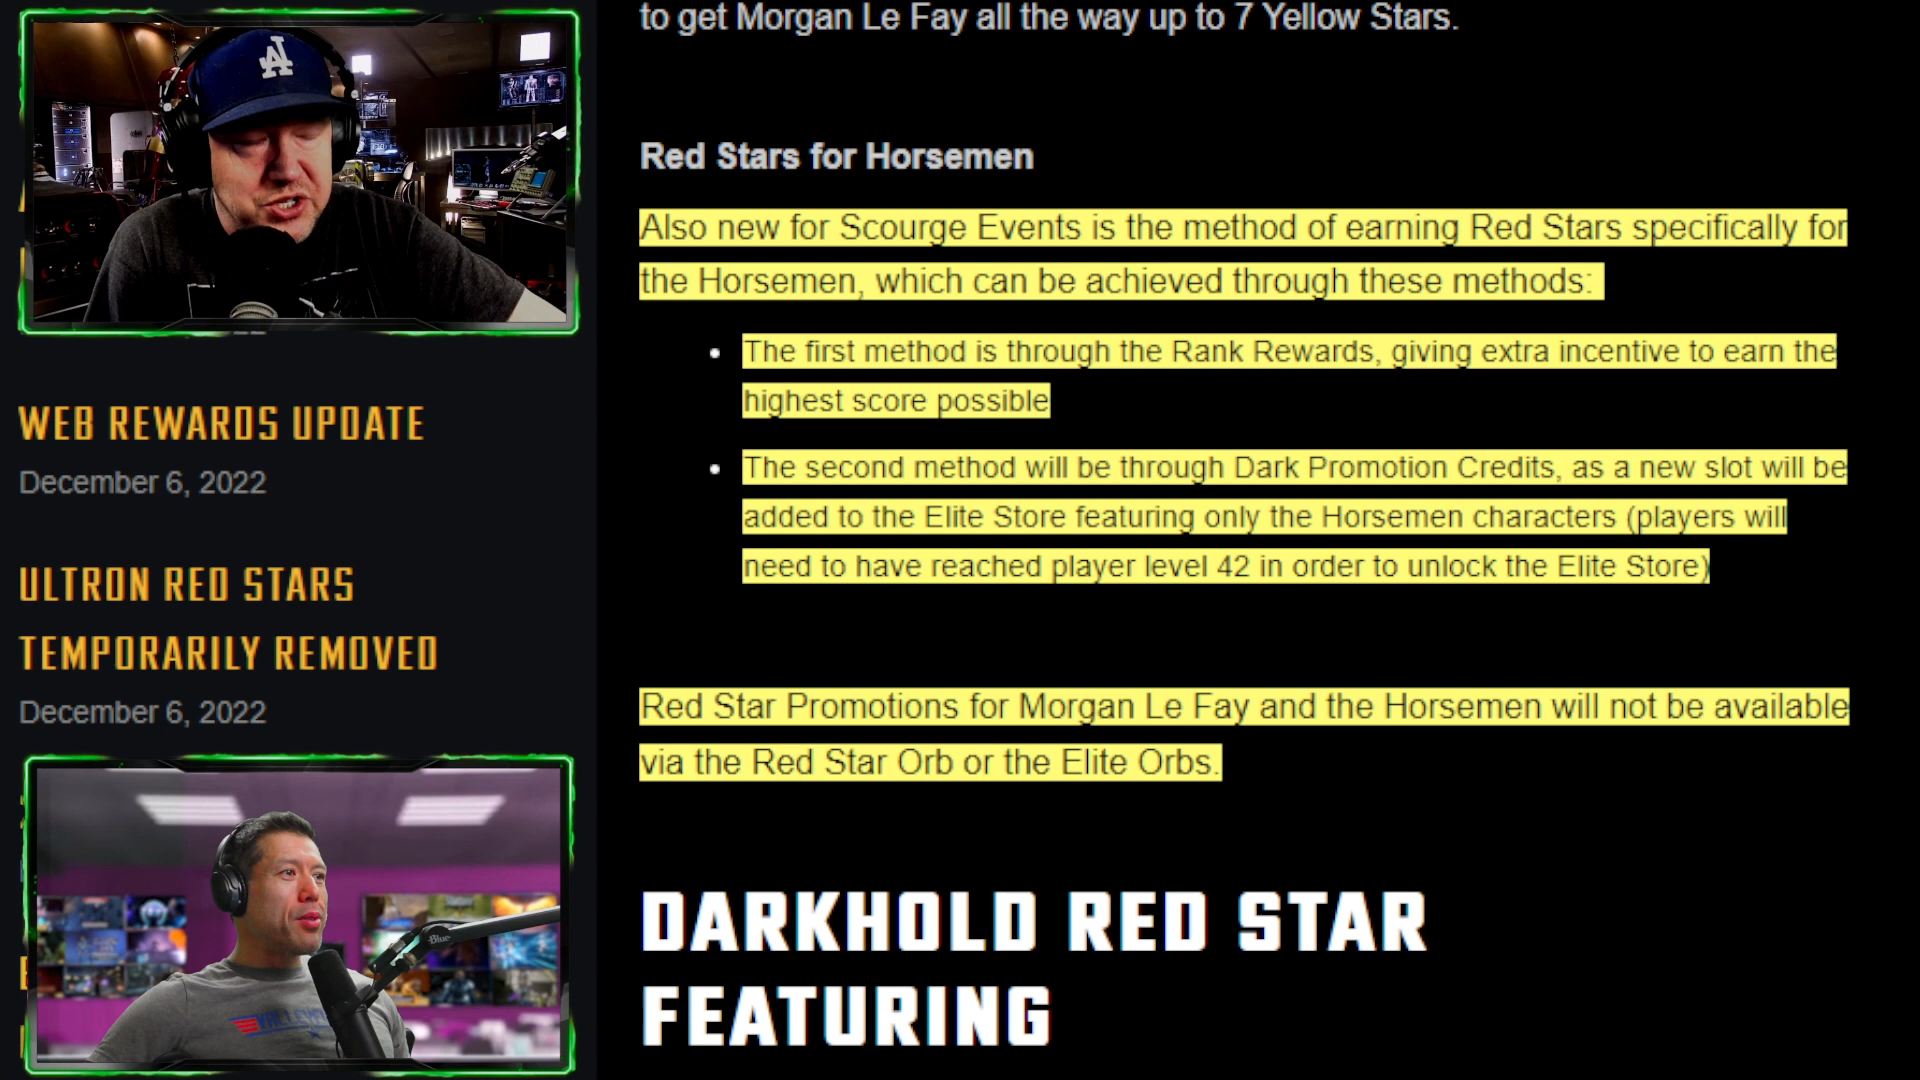 to get Morgan Le Fay all the way up to 7 Yellow Stars.
Red Stars for Horsemen
Also new for Scourge Events is the method of earning Red Stars specifically for
the Horsemen, which can be achieved through these methods:
The first method is through the Rank Rewards, giving extra incentive to earn the
highest score possible
The second method will be through Dark Promotion Credits, as a new slot will be
added to the Elite Store featuring only the Horsemen characters (players will
need to have reached player level 42 in order to unlock the Elite Store)
Red Star Promotions for Morgan Le Fay and the Horsemen will not be available
via the Red Star Orb or the Elite Orbs.
DARKHOLD RED STAR
FEATURING
WEB REWARDS UPDATE
December 6, 2022
ULTRON RED STARS
TEMPORARILY REMOVED
December 6, 2022
Blue